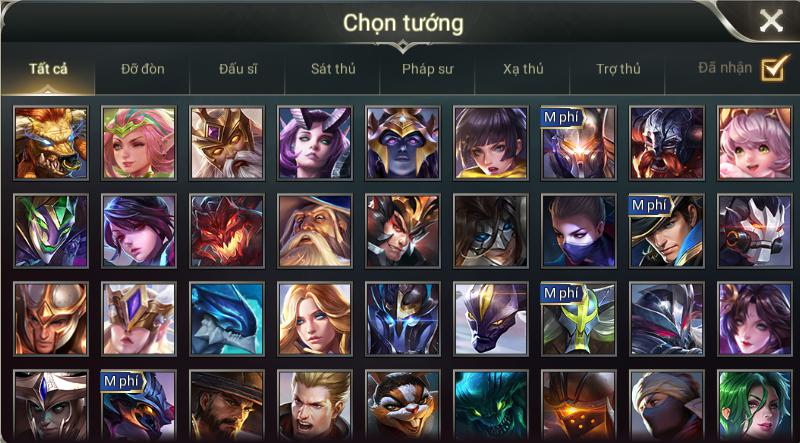 Chọn tướng
Tất cả
Đỡ đòn
Đấu sĩ
Sát thủ
Pháp sư
Xạ thủ
Trợ thủ
Đã nhận
M phí
M phí
M phí
M phí